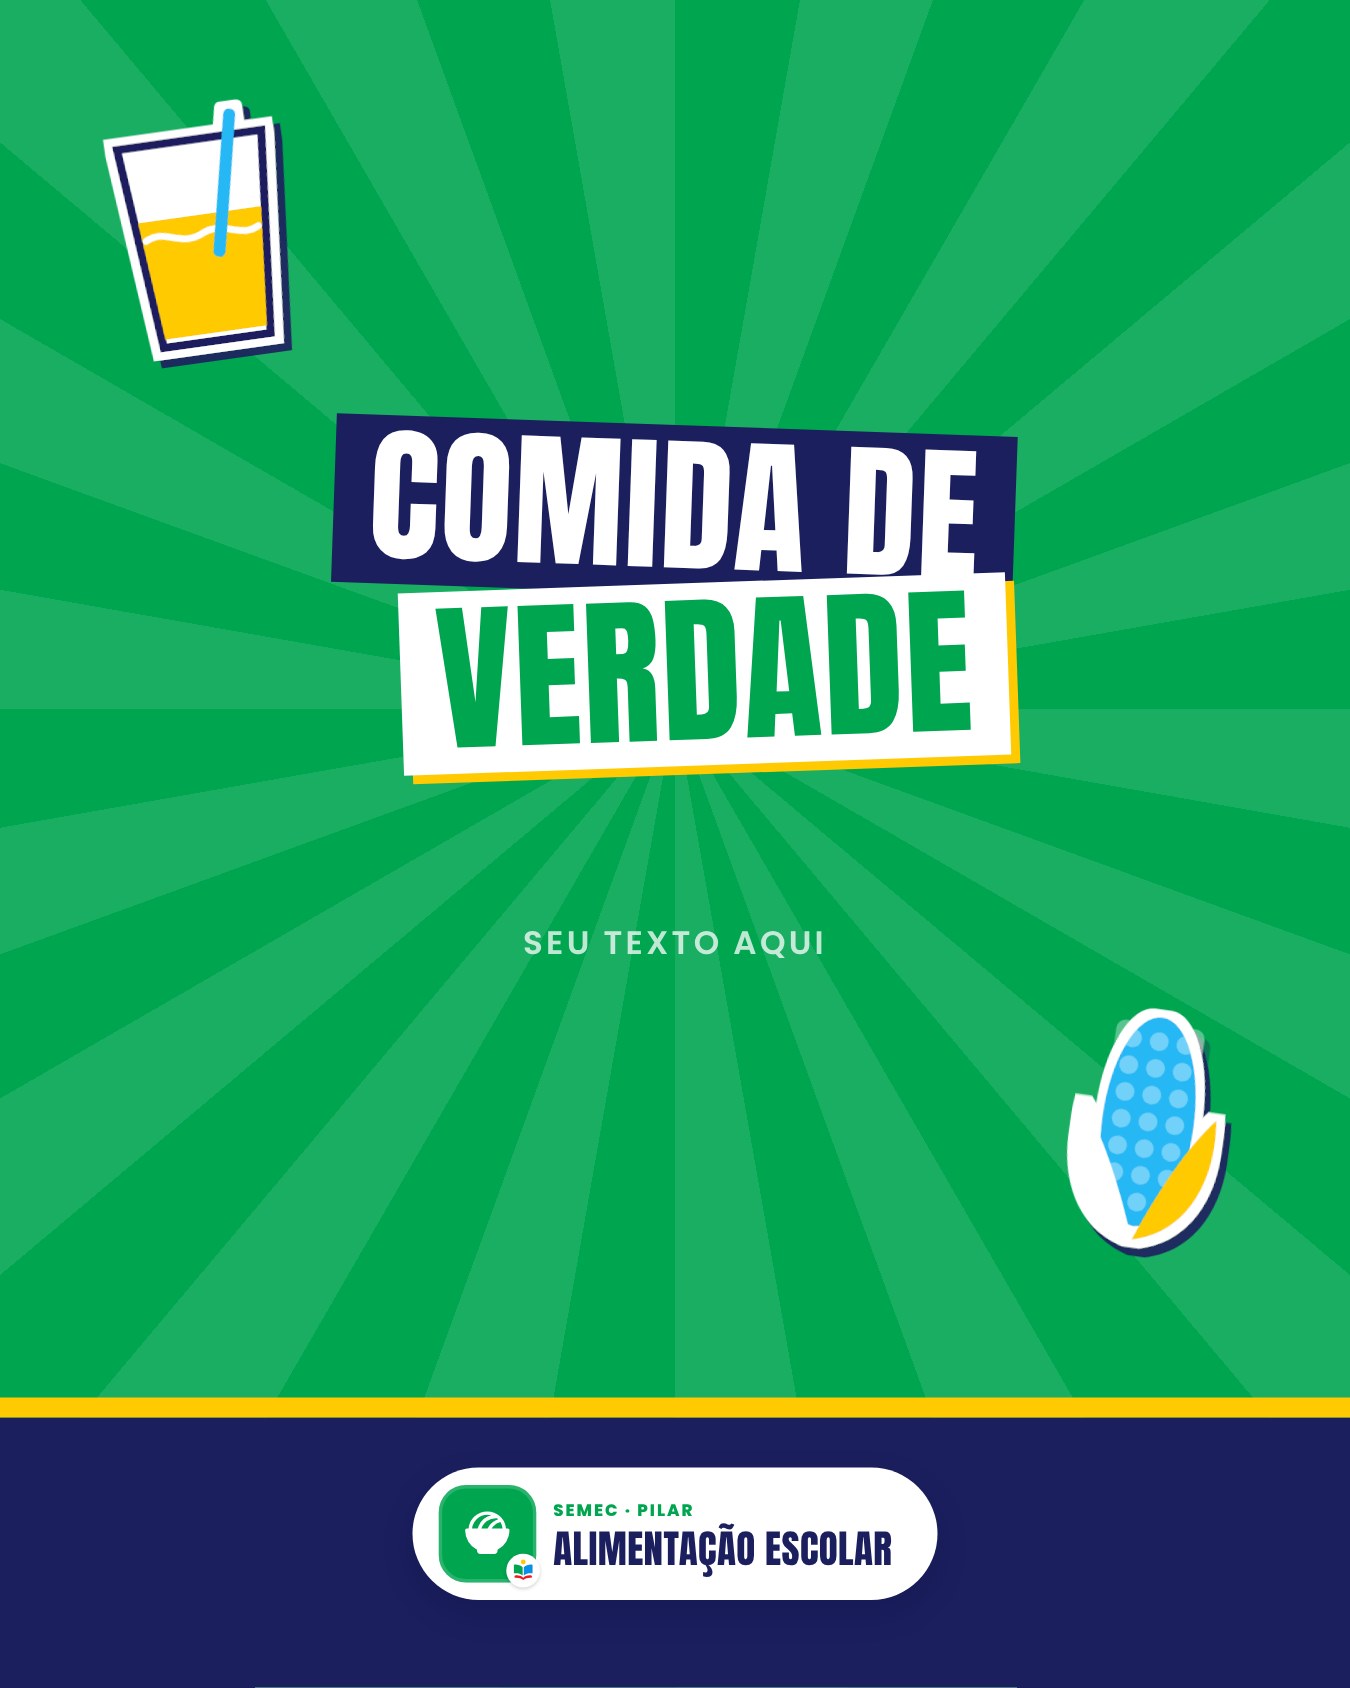 COMIDA DE
VERDADE
SEU TEXTO AQUI
SEMEC · PILAR
ALIMENTAÇÃO ESCOLAR